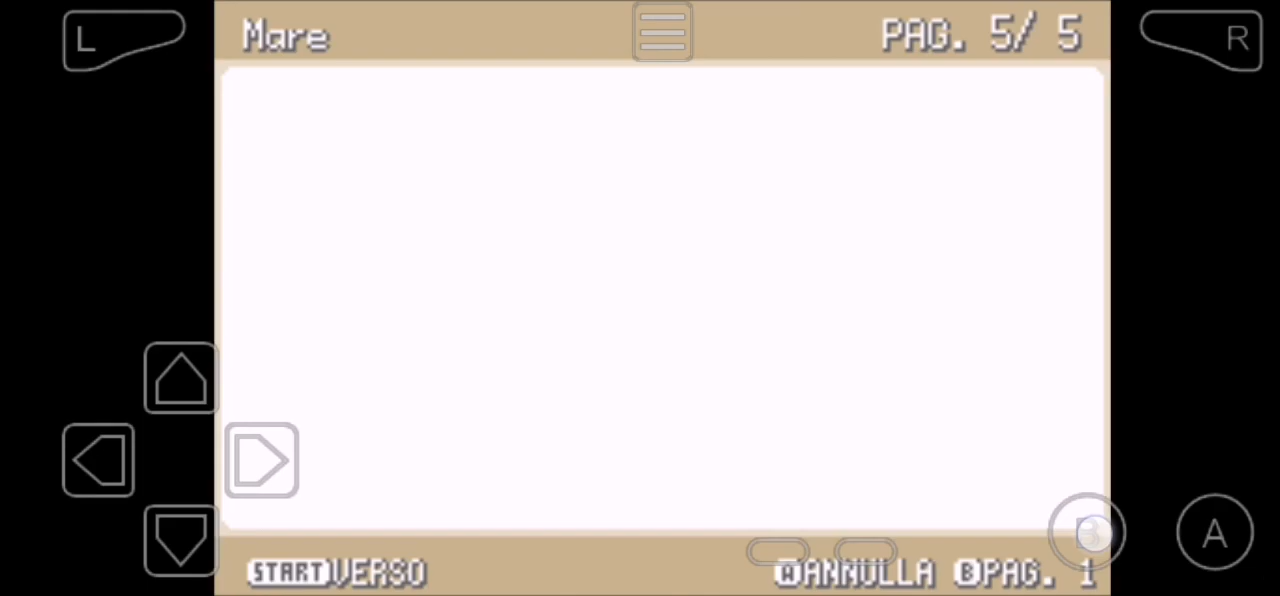 L
Mare
PAG. 5/ 5
R
B
A
START VERSO
ANNULLA B PAG. 1